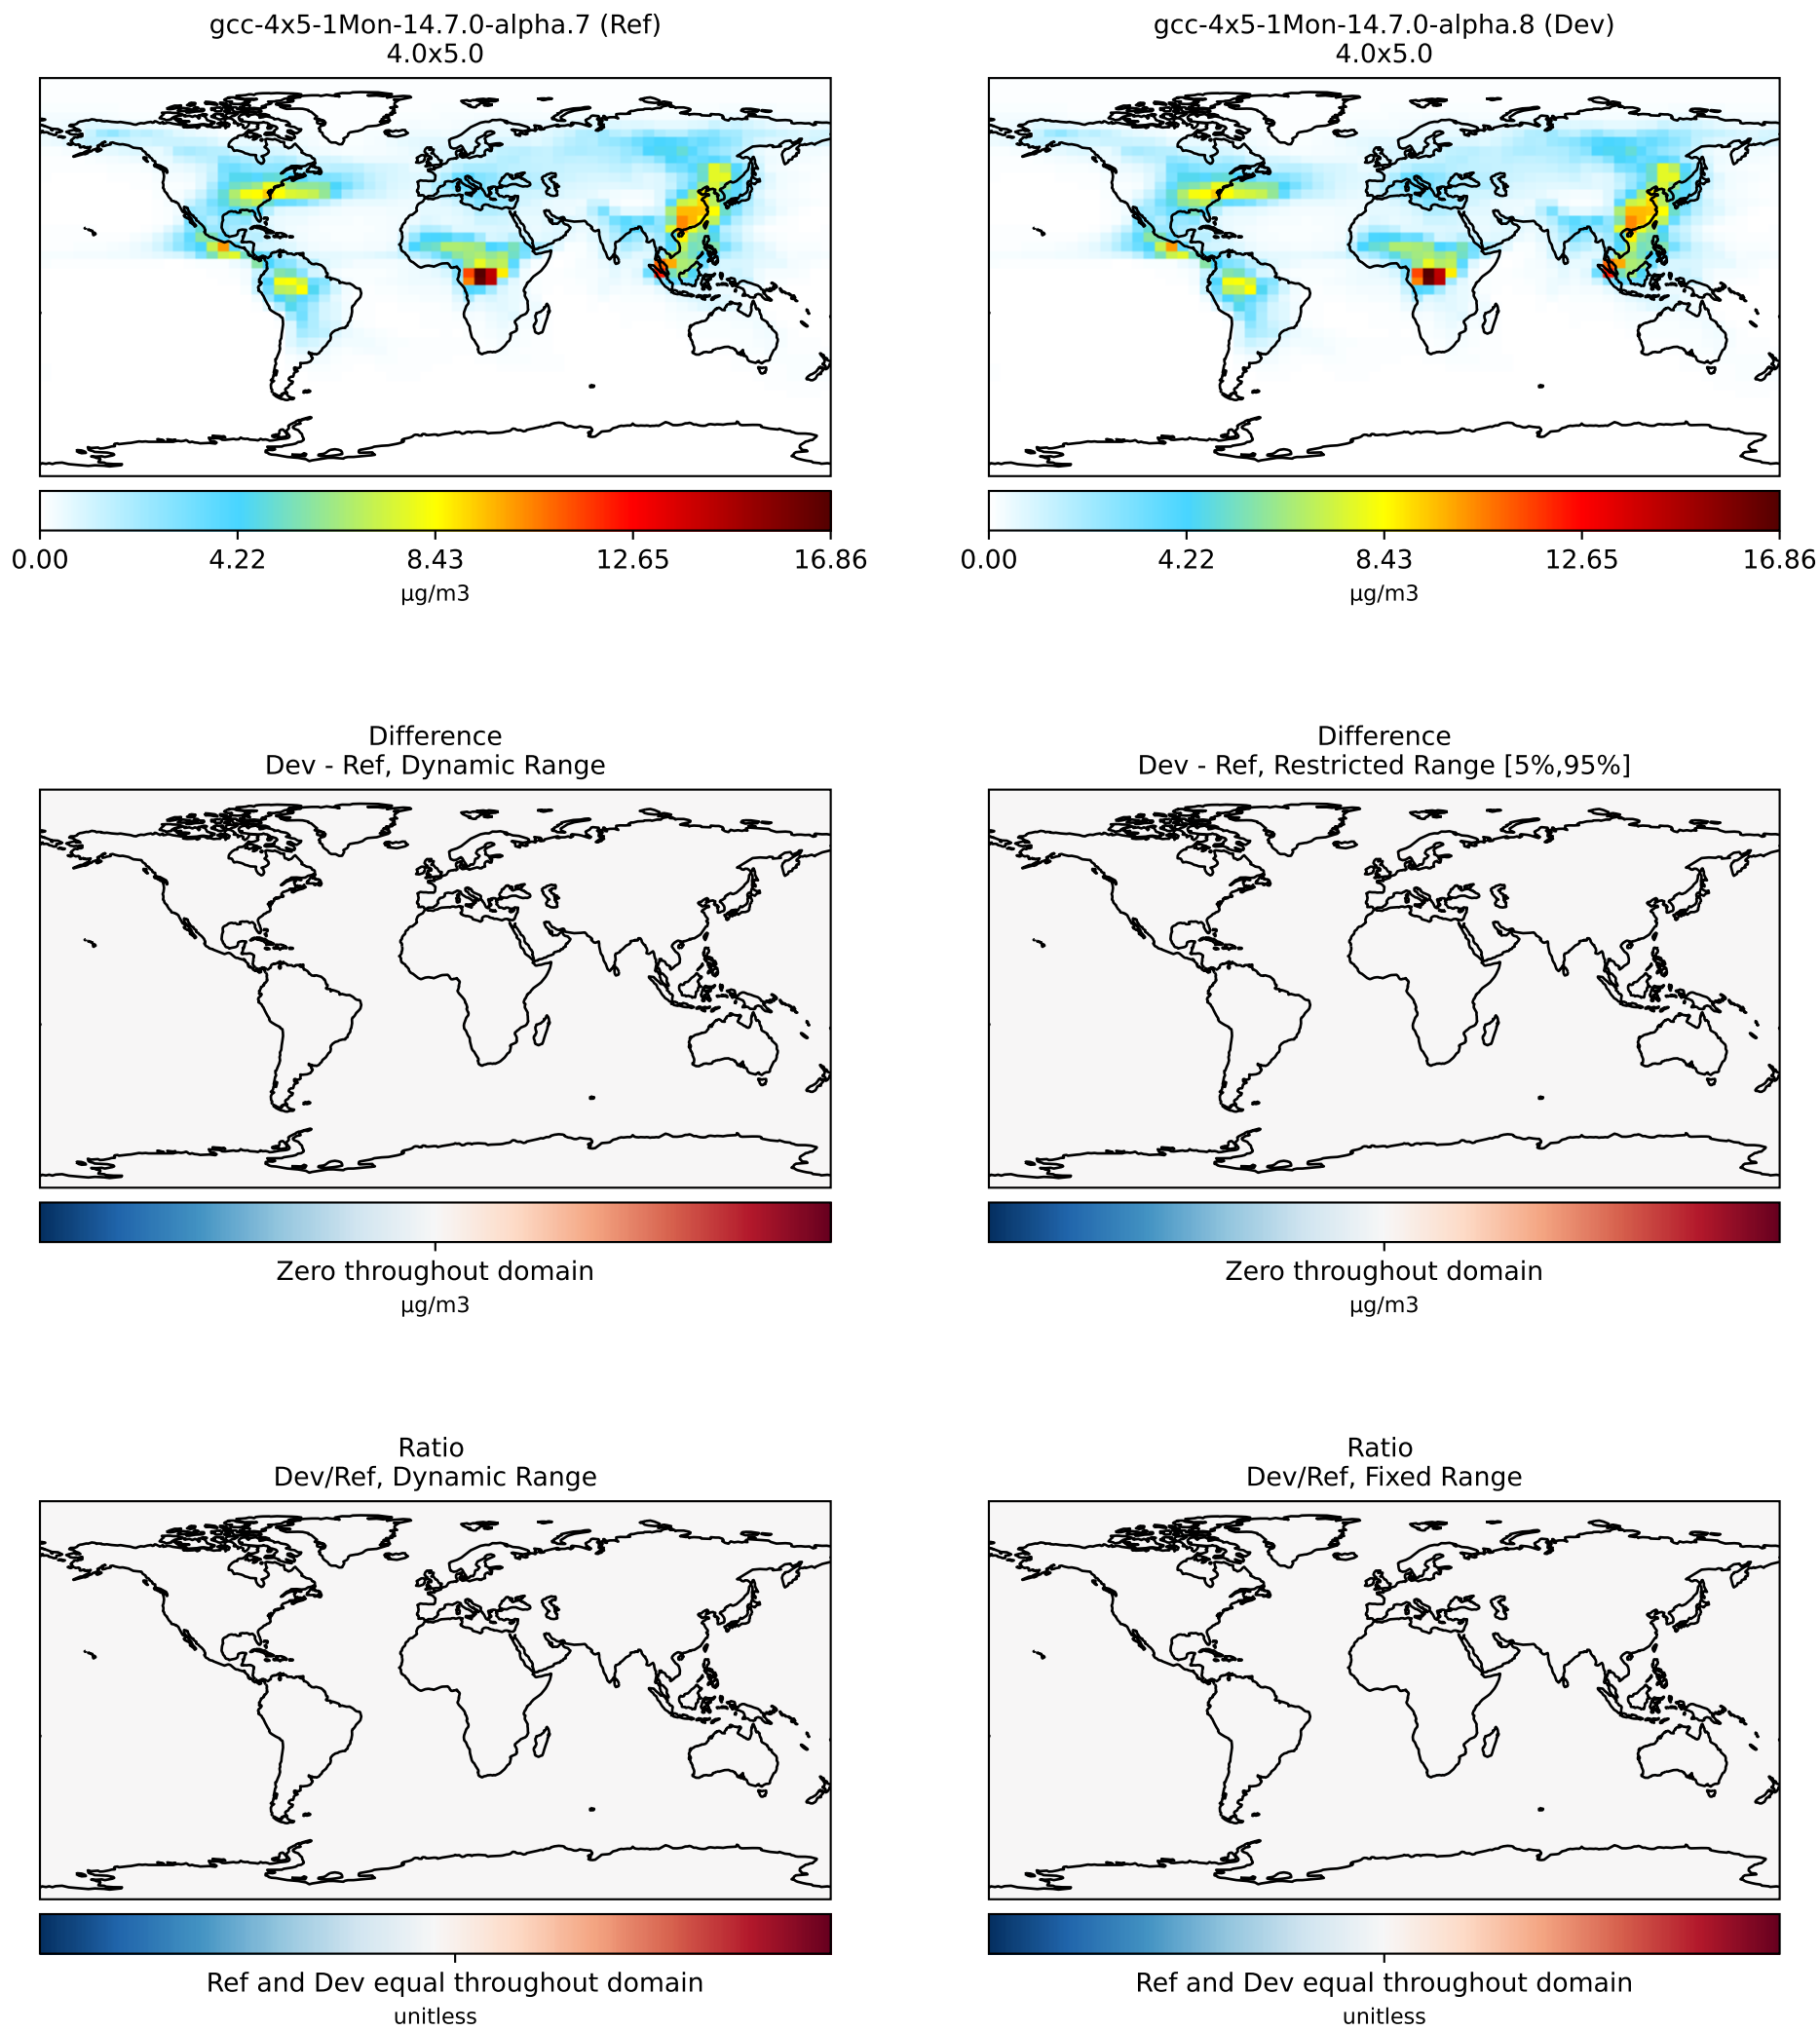 gcc-4x5-1Mon-14.7.0-alpha.7 (Ref)
4.0x5.0
gcc-4x5-1Mon-14.7.0-alpha.8 (Dev)
4.0x5.0
0.00 4.22 8.43 12.65 16.86
μg/m3
0.00 4.22 8.43 12.65 16.86
μg/m3
Difference
Dev - Ref, Dynamic Range
Difference
Dev - Ref, Restricted Range [5%,95%]
Zero throughout domain
μg/m3
Zero throughout domain
μg/m3
Ratio
Dev/Ref, Dynamic Range
Ratio
Dev/Ref, Fixed Range
Ref and Dev equal throughout domain
unitless
Ref and Dev equal throughout domain
unitless